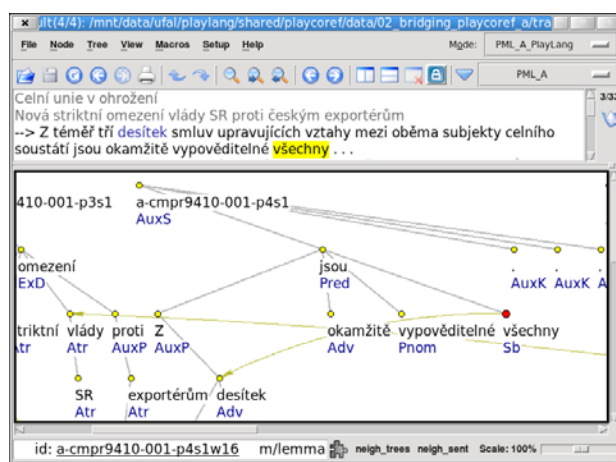 ult(4/4): /mnt/data/ufal/playlang/shared/playcoref/data/02_bridging_playcoref_a/tra
File Node Tree View Macros Setup Help Mode: PML_A_PlayLang
PML_A
Celní unie v ohrožení
Nová striktní omezení vlády SR proti českým exportérům
--> Z téměř tří desítek smluv upravujících vztahy mezi oběma subjekty celního
soustátí jsou okamžitě vypověditelné všechny . . .
410-001-p3s1 a-cmpr9410-001-p4s1
AuxS
omezení jsou . . .
ExD Pred AuxK AuxK A
triktní vlády proti Z okamžitě vypověditelné všechny
Atr Atr AuxP AuxP Adv Pnom Sb
SR exportérům desítek
Atr Atr Adv
id: a-cmpr9410-001-p4s1w16 m/lemma neigh_trees neigh_sent Scale: 100%